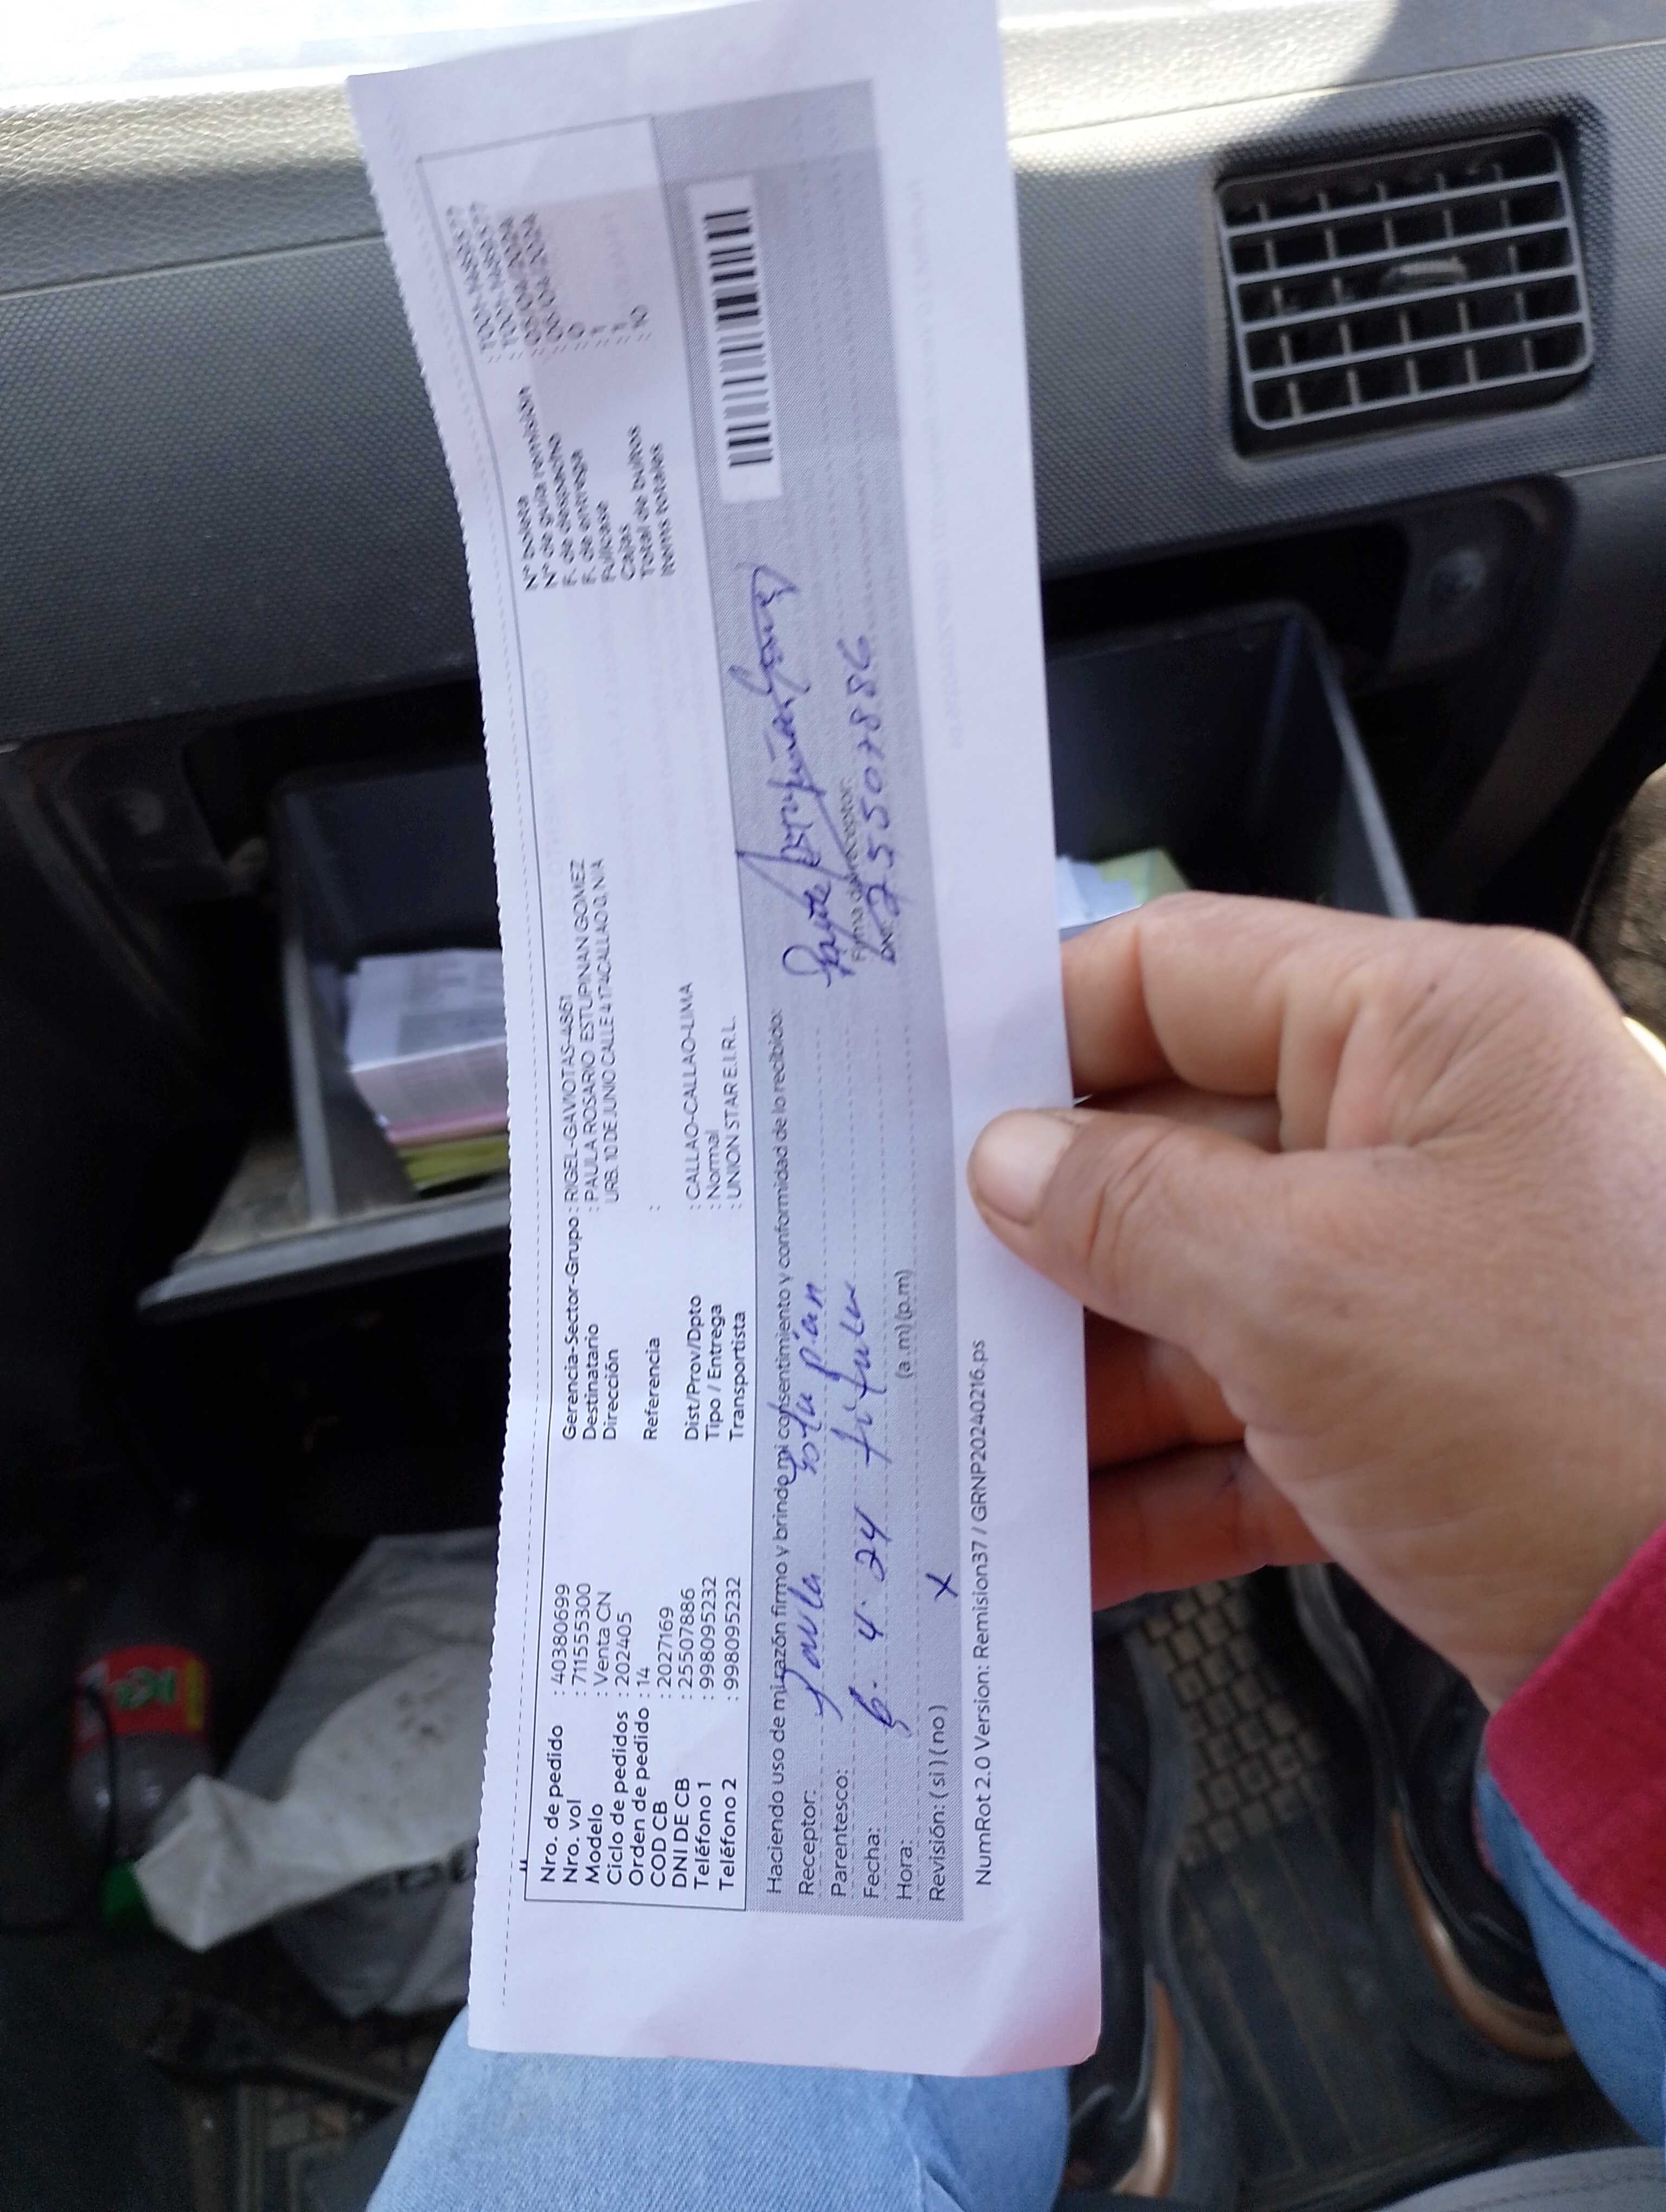 Nro. de pedido : 40380699
Nro. vol : 711555300
Modelo : Venta CN
Ciclo de pedidos : 202405
Orden de pedido : 14
COD CB : 2027169
DNI DE CB : 25507886
Teléfono 1 : 998095232
Teléfono 2 : 998095232
Gerencia-Sector-Grupo : RIGEL-GAVIOTAS-4861
Destinatario : PAULA ROSARIO ESTUPINAN GOMEZ
Dirección URB. 10 DE JUNIO CALLE 4 174CALLAO 0, N/A
Referencia :
Dist/Prov/Dpto : CALLAO-CALLAO-LIMA
Tipo / Entrega : Normal
Transportista : UNION STAR E.I.R.L.
N° boleta
N° de guía remisión
F. de despacho
F. de entrega
Fullcase : 0
Cajas : 1
Total de bultos : 1
Items totales : 10
Haciendo uso de mi razón firmo y brindo mi consentimiento y conformidad de lo recibido:
Receptor: Paula Estupian
Parentesco:
Fecha: 6. 4. 24
Hora: (a.m) (p.m)
Revisión: ( si ) ( no ) X
Firma del receptor:
DNI: 25507886
NumRot 2.0 Version: Remision37 / GRNP20240216.ps